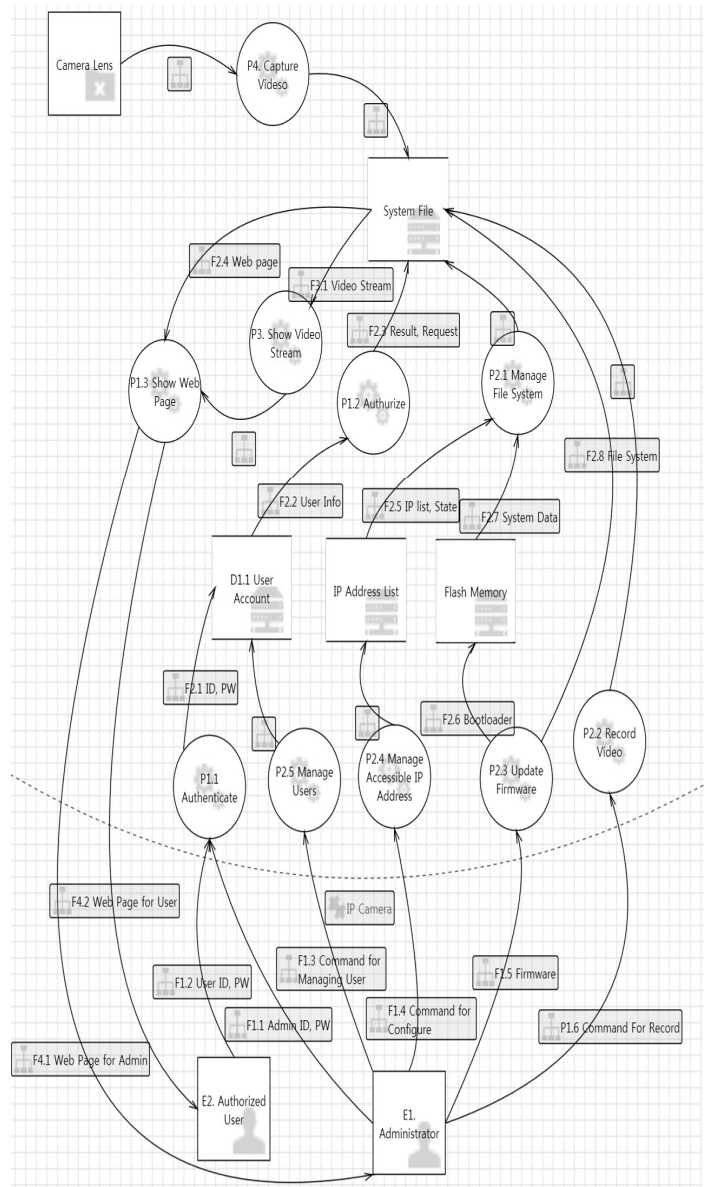 Camera Lens
P4. Capture
Videso
System File
F2.4 Web page
F3.1 Video Stream
F2.3 Result, Request
P3. Show Video
Stream
P1.3 Show Web
Page
P1.2 Authurize
P2.1 Manage
File System
F2.8 File System
F2.2 User Info
F2.5 IP list, State
F2.7 System Data
D1.1 User
Account
IP Address List
Flash Memory
F2.1 ID, PW
F2.6 Bootloader
P1.1
Authenticate
P2.5 Manage
Users
P2.4 Manage
Accessible IP
Address
P2.3 Update
Firmware
P2.2 Record
Video
F4.2 Web Page for User
IP Camera
F1.2 User ID, PW
F1.3 Command for
Managing User
F1.5 Firmware
F1.1 Admin ID, PW
F1.4 Command for
Configure
P1.6 Command For Record
F4.1 Web Page for Admin
E2. Authorized
User
E1.
Administrator